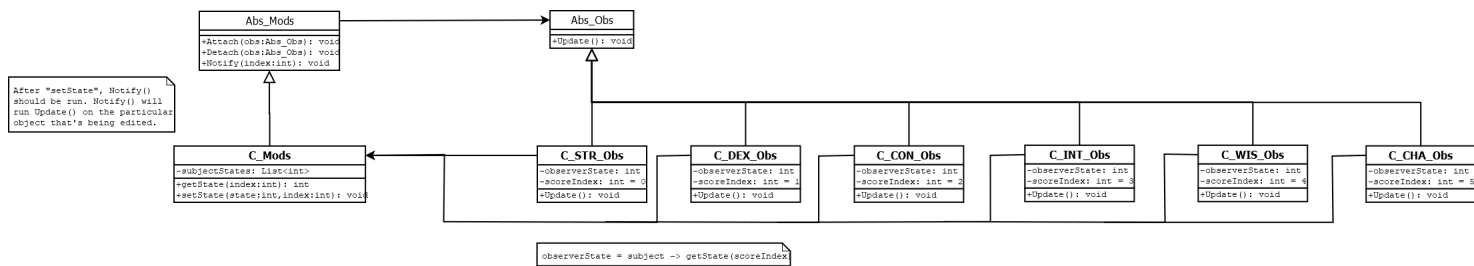 Abs_Mods
+Attach(obs:Abs_Obs): void
+Detach(obs:Abs_Obs): void
+Notify(index:int): void
Abs_Obs
+Update(): void
After "setState", Notify()
should be run. Notify() will
run Update() on the particular
object that's being edited.
C_Mods
-subjectStates: List<int>
+getState(index:int): int
+setState(state:int,index:int): void
C_STR_Obs
-observerState: int
-scoreIndex: int = 0
+Update(): void
C_DEX_Obs
-observerState: int
-scoreIndex: int = 1
+Update(): void
C_CON_Obs
-observerState: int
-scoreIndex: int = 2
+Update(): void
C_INT_Obs
-observerState: int
-scoreIndex: int = 3
+Update(): void
C_WIS_Obs
-observerState: int
-scoreIndex: int = 4
+Update(): void
C_CHA_Obs
-observerState: int
-scoreIndex: int = 5
+Update(): void
observerState = subject -> getState(scoreIndex